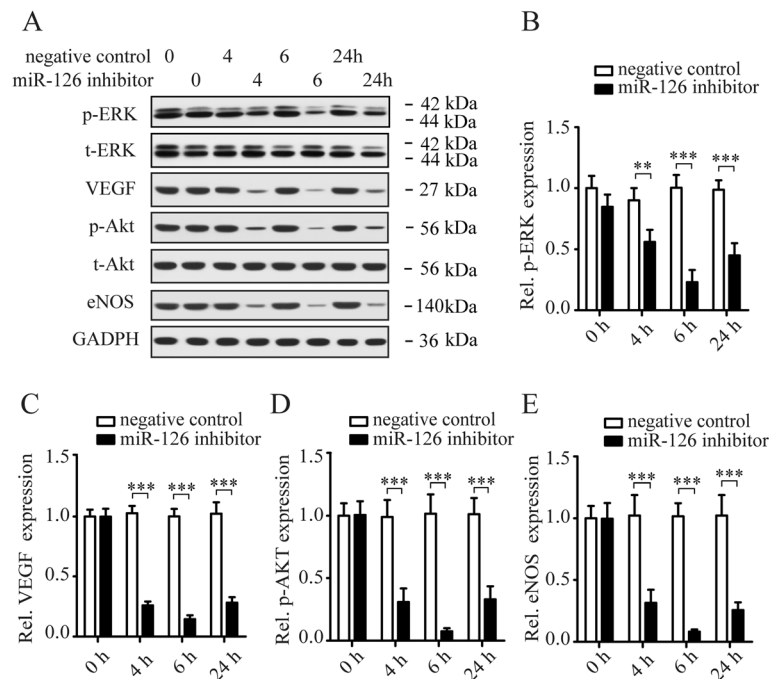 A
negative control 0 4 6 24h
miR-126 inhibitor 0 4 6 24h
p-ERK
- 42 kDa
- 44 kDa
t-ERK
- 42 kDa
- 44 kDa
VEGF - 27 kDa
p-Akt - 56 kDa
t-Akt - 56 kDa
eNOS - 140kDa
GADPH - 36 kDa
B
negative control
miR-126 inhibitor
Rel. p-ERK expression
1.5
1.0
0.5
0.0
** *** ***
0 h 4 h 6 h 24 h
C
negative control
miR-126 inhibitor
Rel. VEGF expression
1.5
1.0
0.5
0.0
*** *** ***
0 h 4 h 6 h 24 h
D
negative control
miR-126 inhibitor
Rel. p-AKT expression
1.5
1.0
0.5
0.0
*** *** ***
0 h 4 h 6 h 24 h
E
negative control
miR-126 inhibitor
Rel. eNOS expression
1.5
1.0
0.5
0.0
*** *** ***
0 h 4 h 6 h 24 h